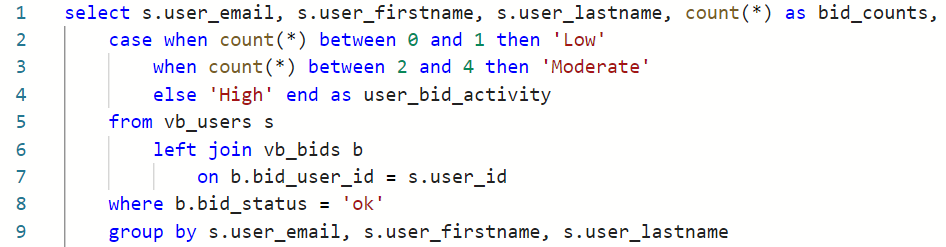 1 select s.user_email, s.user_firstname, s.user_lastname, count(*) as bid_counts,
2 case when count(*) between 0 and 1 then 'Low'
3 when count(*) between 2 and 4 then 'Moderate'
4 else 'High' end as user_bid_activity
5 from vb_users s
6 left join vb_bids b
7 on b.bid_user_id = s.user_id
8 where b.bid_status = 'ok'
9 group by s.user_email, s.user_firstname, s.user_lastname